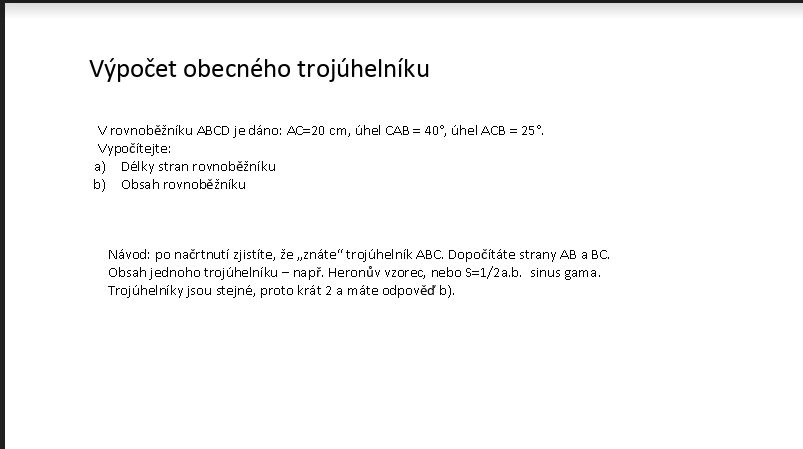 Výpočet obecného trojúhelníku
V rovnoběžníku ABCD je dáno: AC=20 cm, úhel CAB = 40°, úhel ACB = 25°.
Vypočítejte:
a) Délky stran rovnoběžníku
b) Obsah rovnoběžníku
Návod: po načrtnutí zjistíte, že „znáte“ trojúhelník ABC. Dopočítáte strany AB a BC.
Obsah jednoho trojúhelníku – např. Heronův vzorec, nebo S=1/2a.b. sinus gama.
Trojúhelníky jsou stejné, proto krát 2 a máte odpověď b).